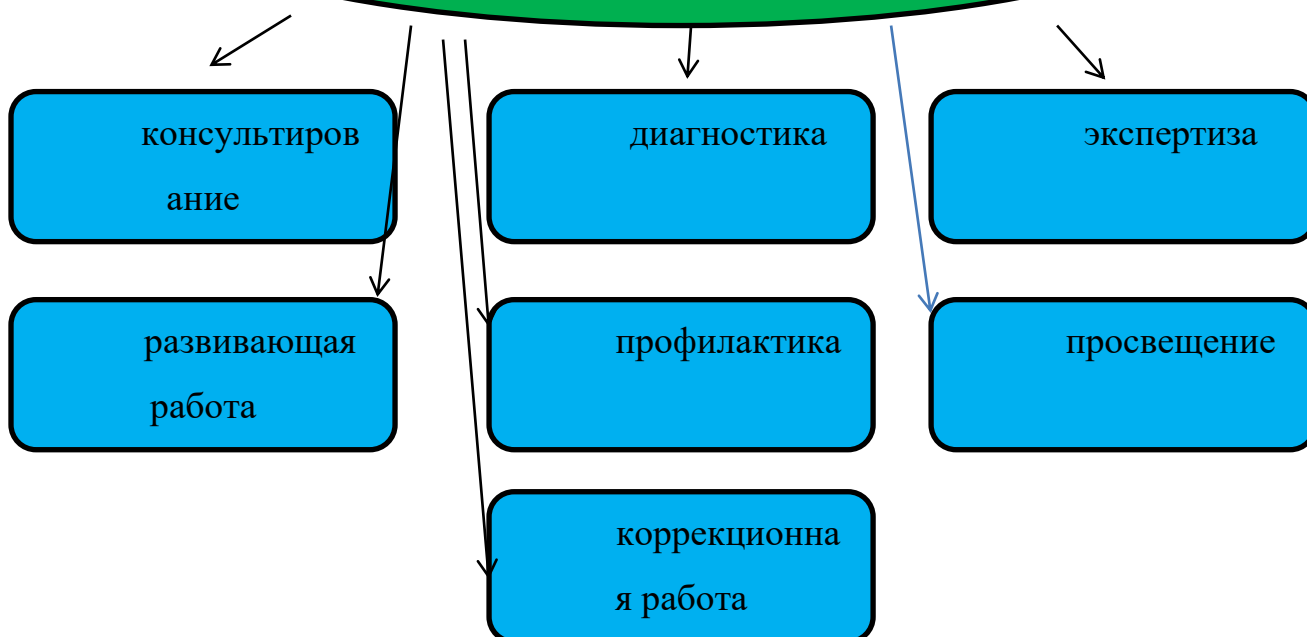 консультиров
ание
диагностика
экспертиза
развивающая
работа
профилактика
просвещение
коррекционна
я работа